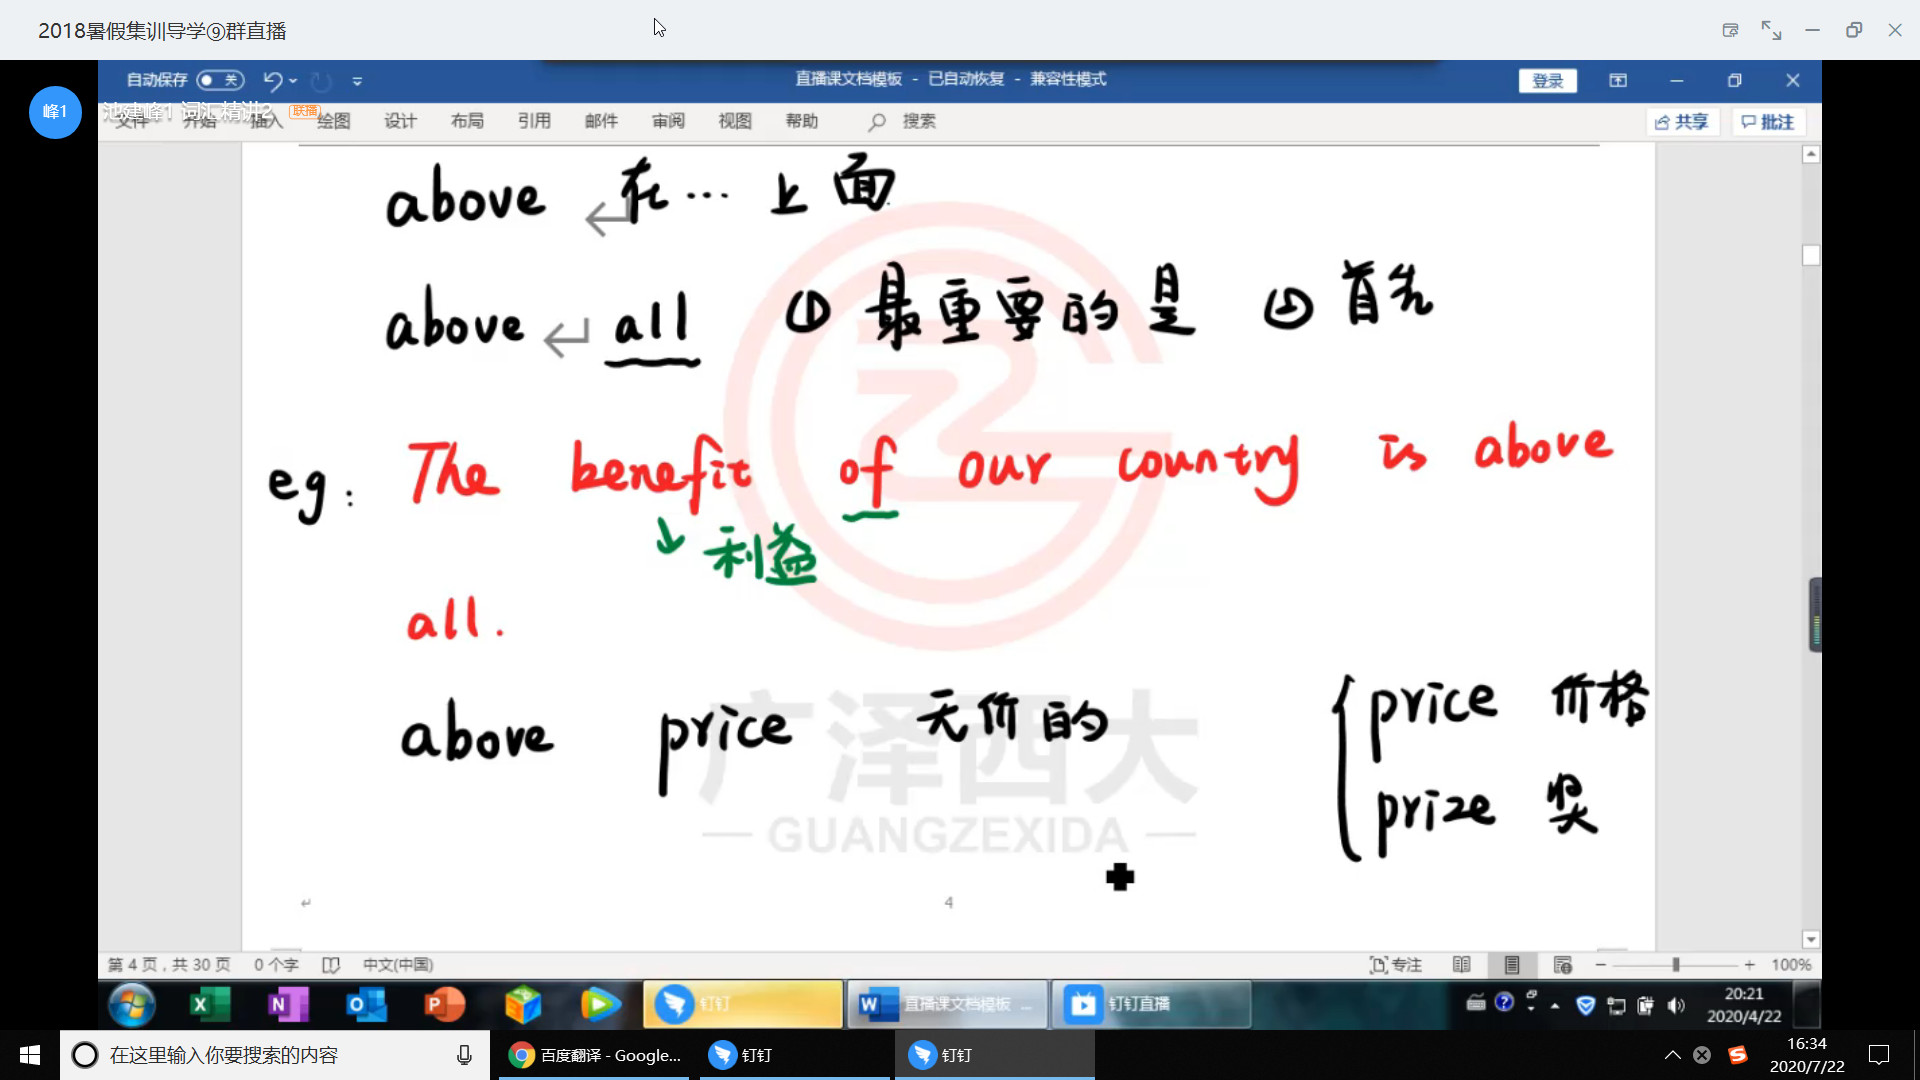 2018暑假集训导学⑨群直播
自动保存 关
直播课文档模板 - 已自动恢复 - 兼容性模式
登录
峰1
池建峰1 词汇精讲2 联播
文件 开始 插入 绘图 设计 布局 引用 邮件 审阅 视图 帮助 搜索
共享 批注
above 在… 上面
above all ① 最重要的是 ② 首先
eg: The benefit of our country is above
利益
all.
above price 无价的
price 价格
prize 奖
广泽西大
— GUANGZEXIDA —
4
第 4 页, 共 30 页 0 个字 中文(中国)
专注 100%
钉钉 直播课文档模板 ... 钉钉直播
20:21
2020/4/22
在这里输入你要搜索的内容
百度翻译 - Google... 钉钉 钉钉
16:34
2020/7/22